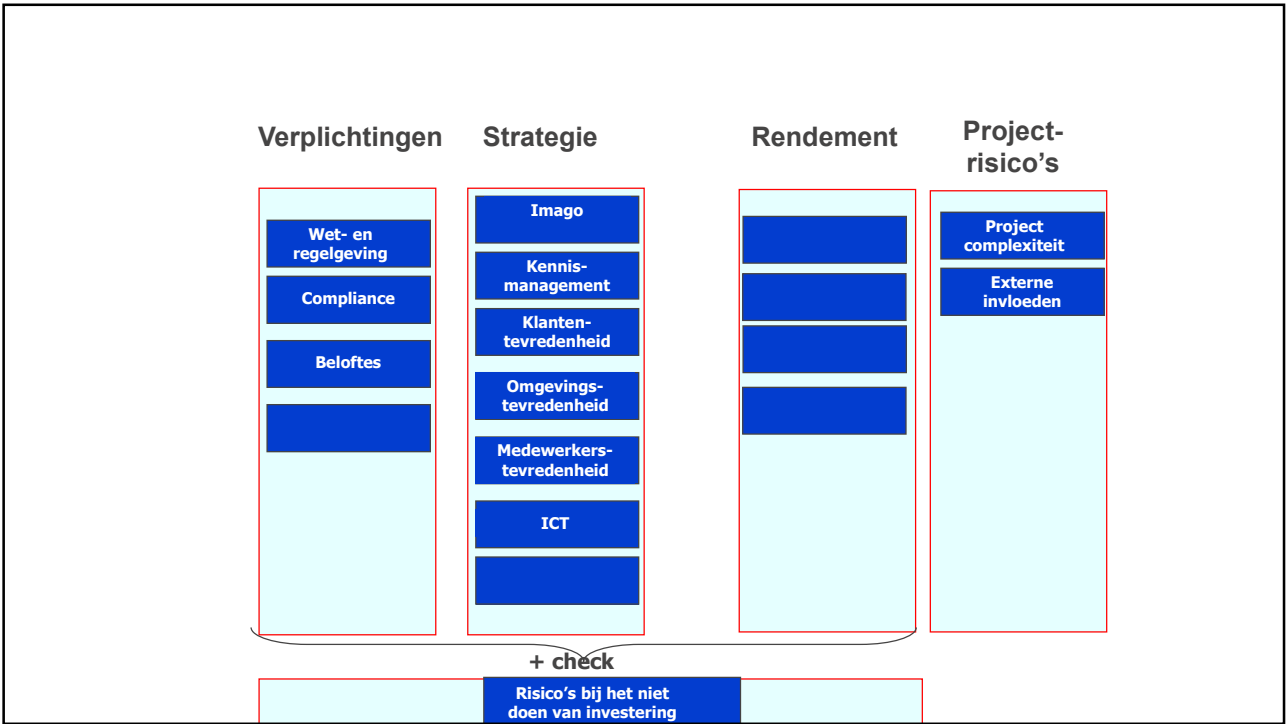 Verplichtingen
Strategie
Rendement
Project-
risico’s
Wet- en
regelgeving
Compliance
Beloftes
Imago
Kennis-
management
Klanten-
tevredenheid
Omgevings-
tevredenheid
Medewerkers-
tevredenheid
ICT
Project
complexiteit
Externe
invloeden
+ check
Risico’s bij het niet
doen van investering